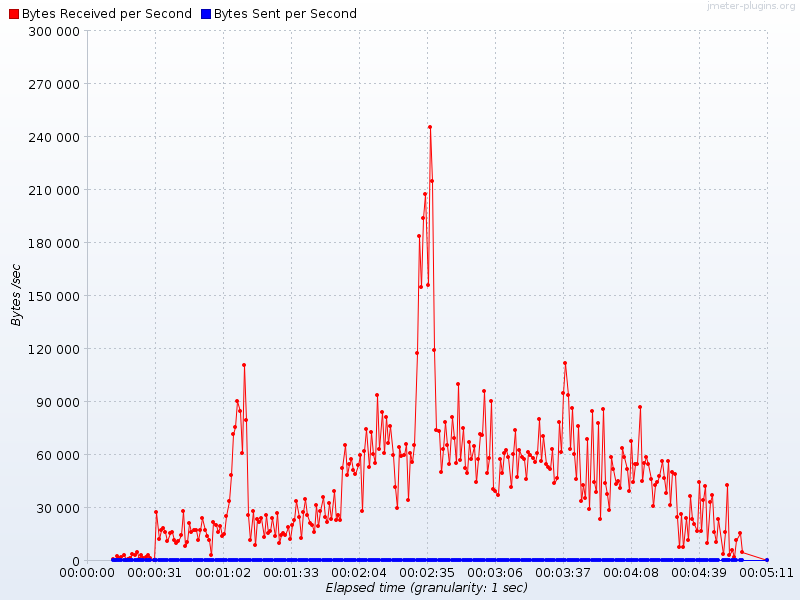 jmeter-plugins.org
Bytes Received per Second Bytes Sent per Second
300 000
270 000
240 000
210 000
180 000
150 000
120 000
90 000
60 000
30 000
0
Bytes /sec
00:00:00 00:00:31 00:01:02 00:01:33 00:02:04 00:02:35 00:03:06 00:03:37 00:04:08 00:04:39 00:05:11
Elapsed time (granularity: 1 sec)